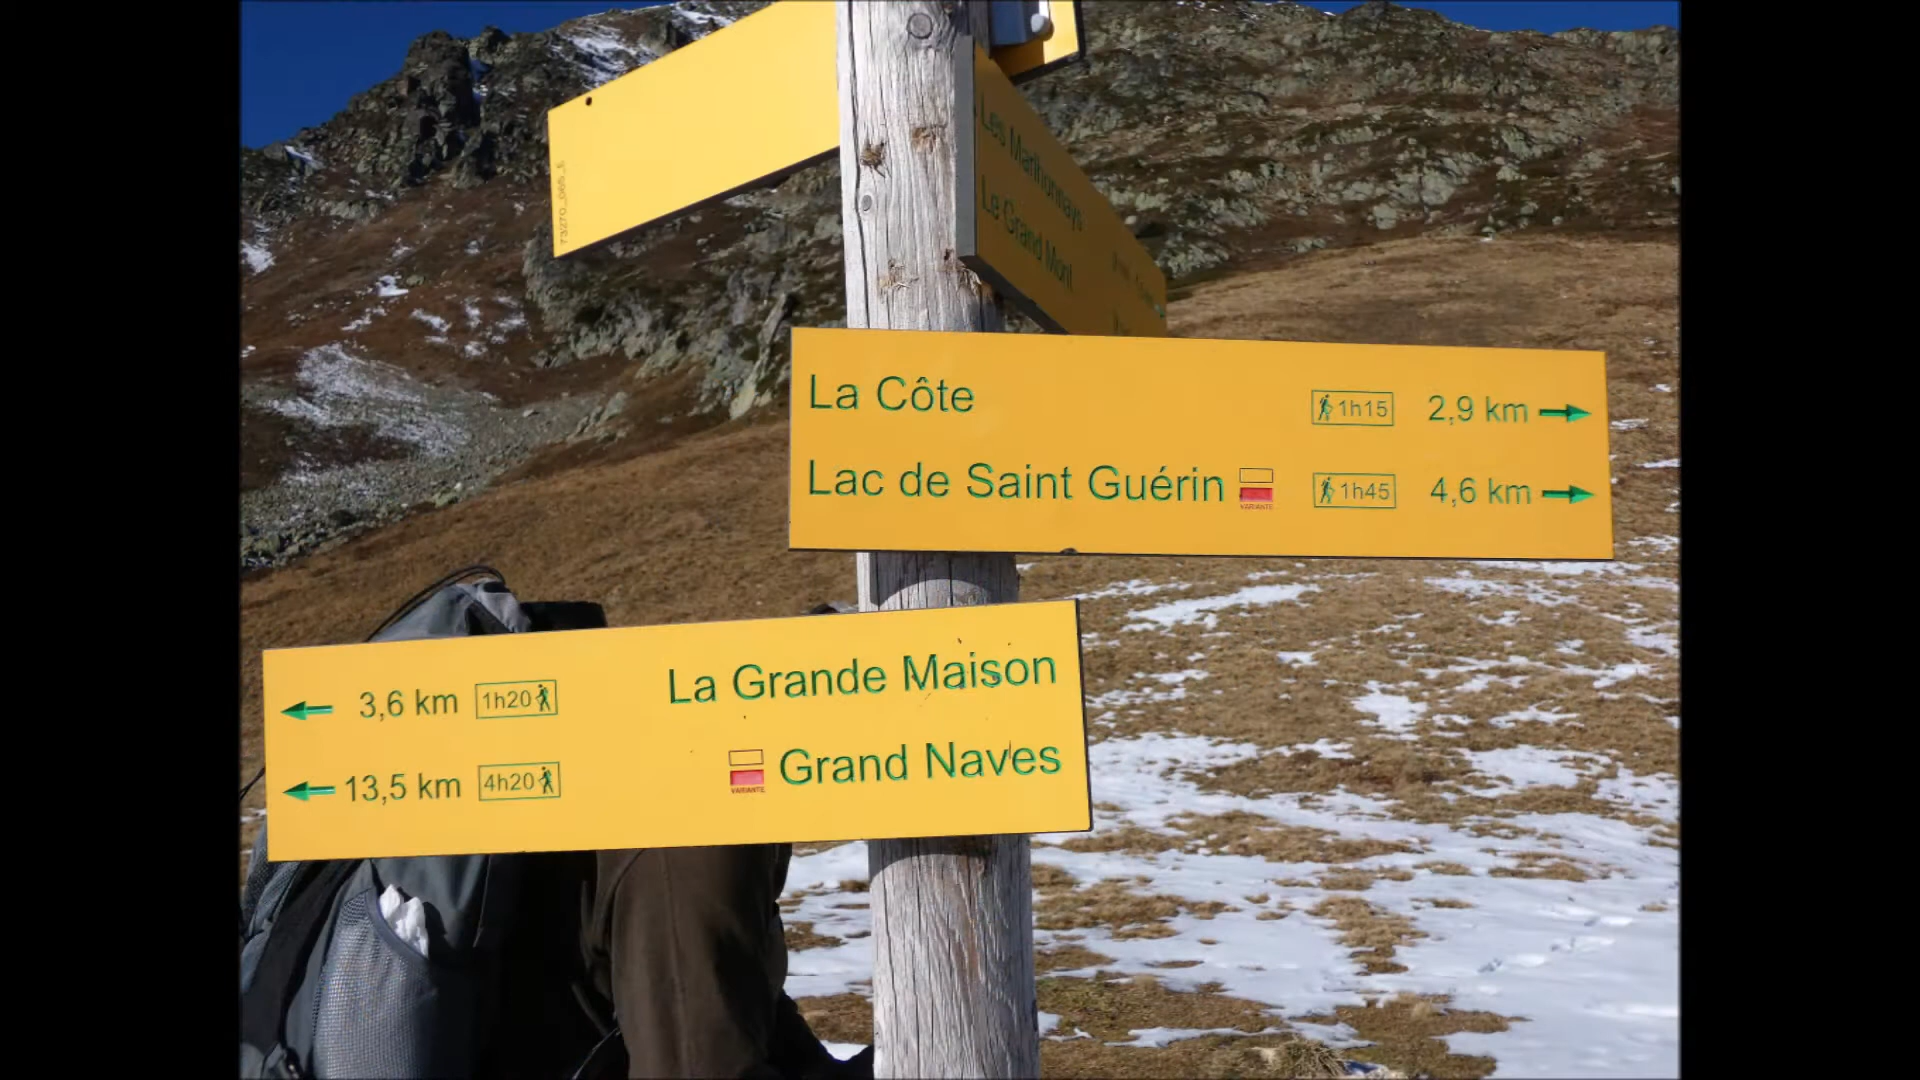 Les Marihonnays
Le Grand Mont
La Côte 1h15 2,9 km
Lac de Saint Guérin VARIANTE 1h45 4,6 km
3,6 km 1h20 La Grande Maison
13,5 km 4h20 VARIANTE Grand Naves